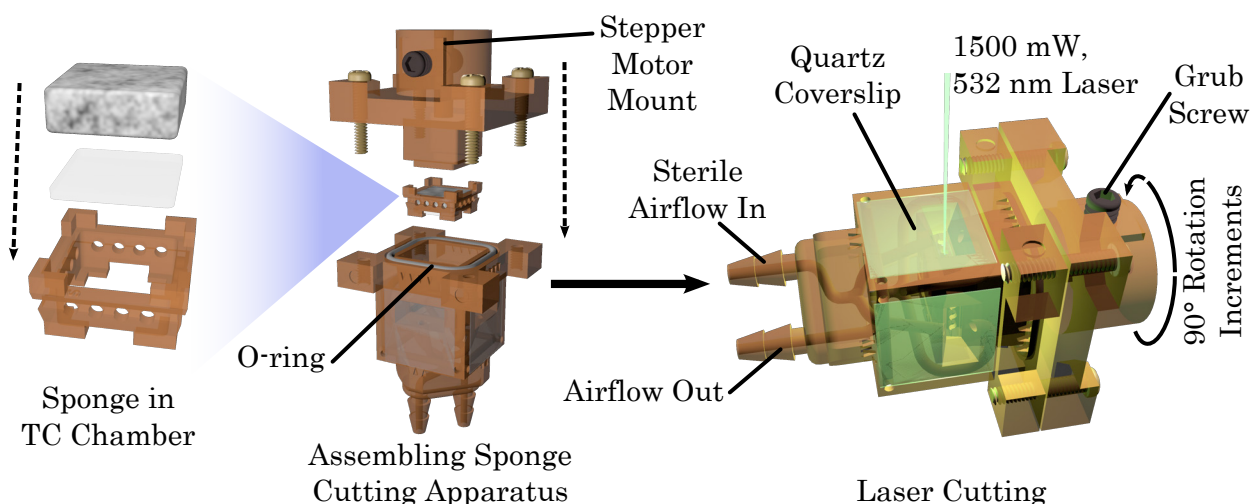 Stepper
Motor
Mount
Quartz
Coverslip
1500 mW,
532 nm Laser
Grub
Screw
Sterile
Airflow In
90° Rotation
Increments
O-ring
Airflow Out
Sponge in
TC Chamber
Assembling Sponge
Cutting Apparatus
Laser Cutting